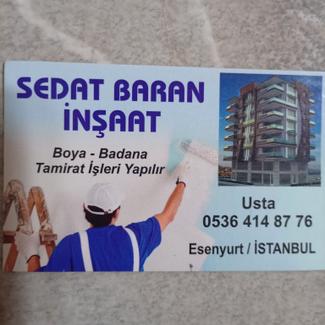 SEDAT BARAN
İNŞAAT
Boya - Badana
Tamirat İşleri Yapılır
Usta
0536 414 87 76
Esenyurt / İSTANBUL